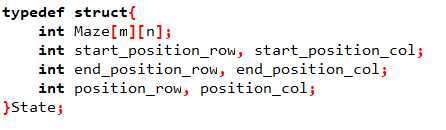 typedef struct{
int Maze[m][n];
int start_position_row, start_position_col;
int end_position_row, end_position_col;
int position_row, position_col;
}State;